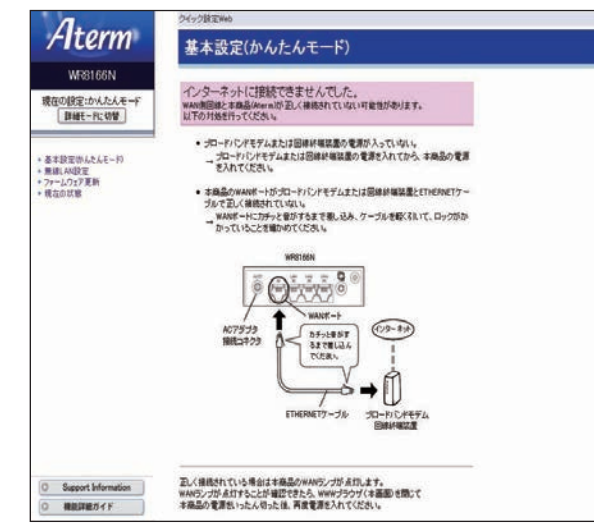 クイック設定Web
Aterm
WR8166N
現在の設定:かんたんモード
詳細モードに切替
基本設定(かんたんモード)
無線LAN設定
ファームウェア更新
現在の状態
Support Information
機能詳細ガイド
基本設定(かんたんモード)
インターネットに接続できませんでした。
WAN側回線と本商品(Aterm)が正しく接続されていない可能性があります。
以下の対処を行ってください。
ブロードバンドモデムまたは回線終端装置の電源が入っていない。
→ ブロードバンドモデムまたは回線終端装置の電源を入れてから、本商品の電源
を入れてください。
本商品のWANポートがブロードバンドモデムまたは回線終端装置とETHERNETケー
ブルで正しく接続されていない。
→ WANポートにカチッと音がするまで差し込み、ケーブルを軽く引いて、ロックがか
かっていることを確かめてください。
WR8166N
WANポート
ACアダプタ
接続コネクタ
カチッと音がす
るまで差し込ん
でください。
インターネット
ETHERNETケーブル
ブロードバンドモデム
回線終端装置
正しく接続されている場合は本商品のWANランプが点灯します。
WANランプが点灯することが確認できたら、WWWブラウザ(本画面)を閉じて
本商品の電源をいったん切った後、再度電源を入れてください。